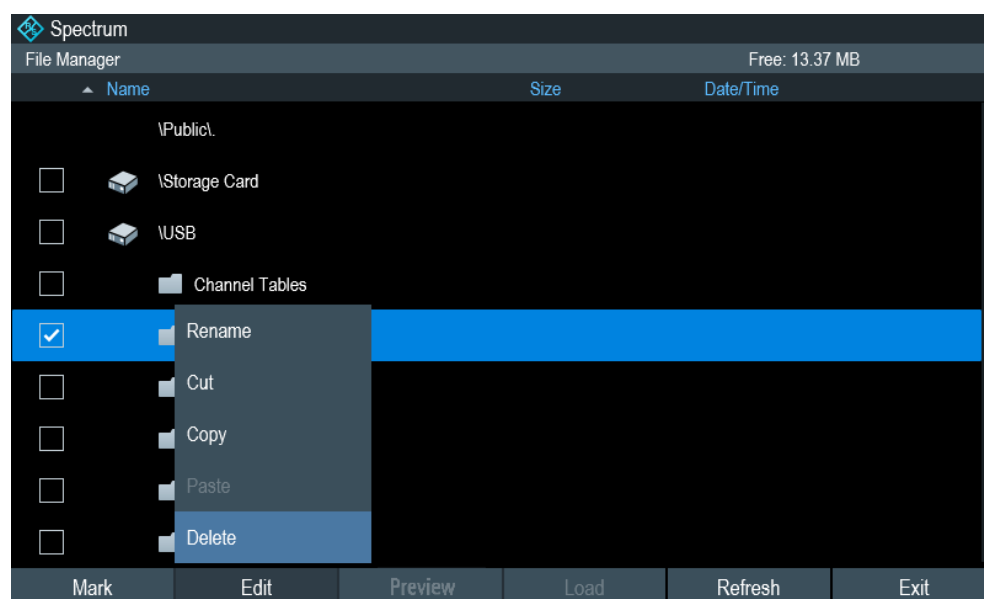 Spectrum
File Manager Free: 13.37 MB
Name Size Date/Time
\Public\.
\Storage Card
\USB
Channel Tables
Rename
Cut
Copy
Paste
Delete
Mark Edit Preview Load Refresh Exit